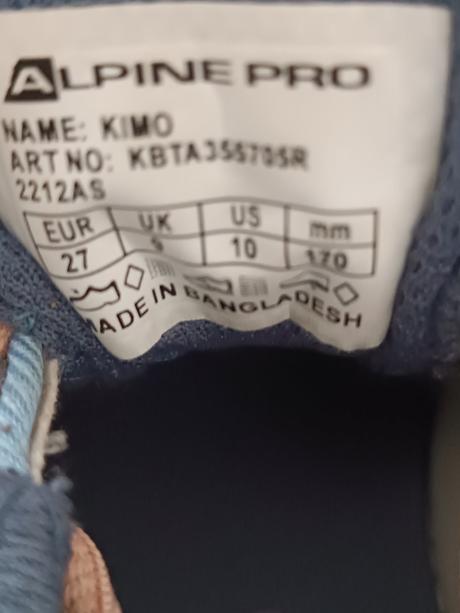 ALPINE PRO
NAME: KIMO
ART NO: KBTA355705R
2212AS
EUR UK US mm
27 9 10 170
MADE IN BANGLADESH